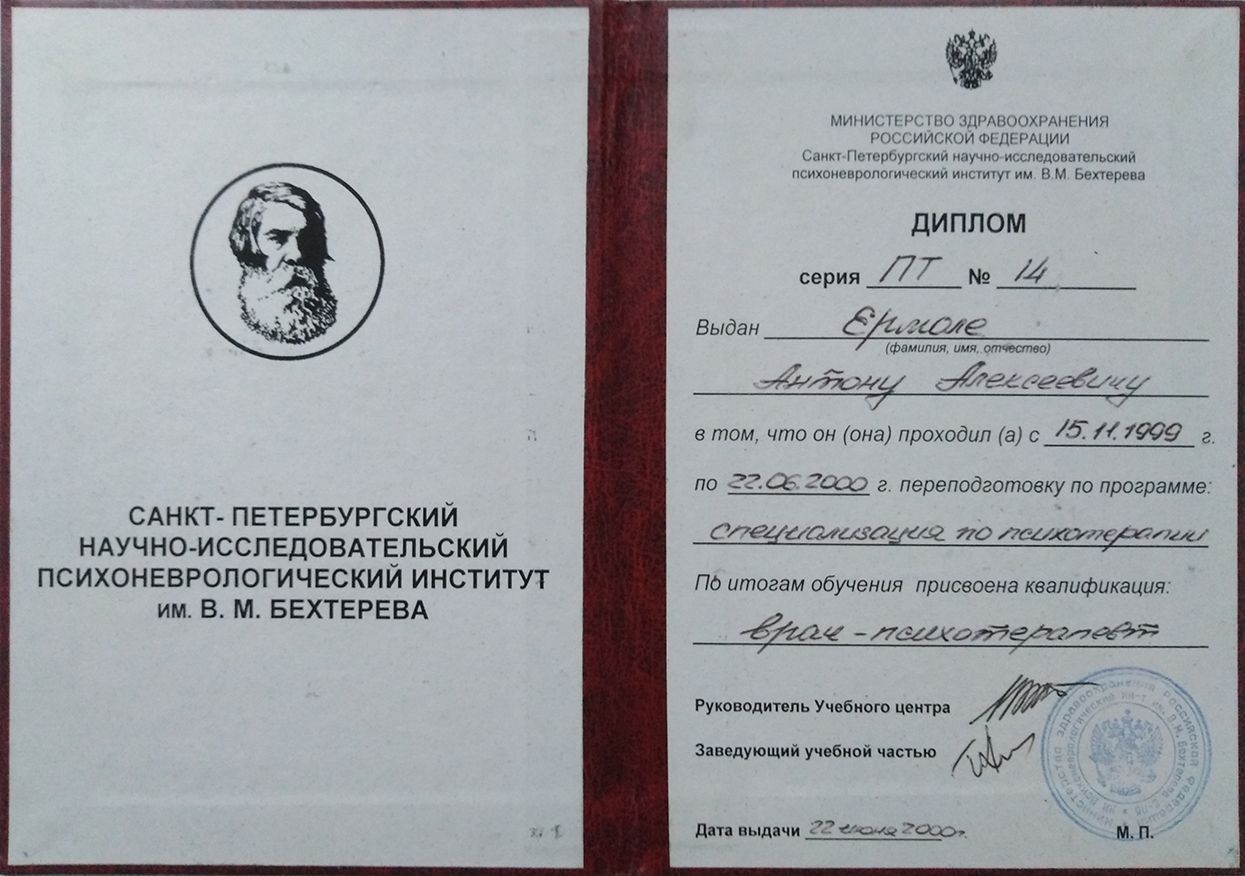 САНКТ- ПЕТЕРБУРГСКИЙ
НАУЧНО-ИССЛЕДОВАТЕЛЬСКИЙ
ПСИХОНЕВРОЛОГИЧЕСКИЙ ИНСТИТУТ
ИМ. В. М. БЕХТЕРЕВА
МИНИСТЕРСТВО ЗДРАВООХРАНЕНИЯ
РОССИЙСКОЙ ФЕДЕРАЦИИ
Санкт-Петербургский научно-исследовательский
психоневрологический институт им. В.М. Бехтерева
ДИПЛОМ
серия ПТ № 14
Выдан Ермоле
(фамилия, имя, отчество)
Антону Алексеевичу
в том, что он (она) проходил (а) с 15.11.1999 г.
по 22.06.2000 г. переподготовку по программе:
специализация по психотерапии
По итогам обучения присвоена квалификация:
врач-психотерапевт
Руководитель Учебного центра
Заведующий учебной частью
Дата выдачи 22 июня 2000г.
М. П.